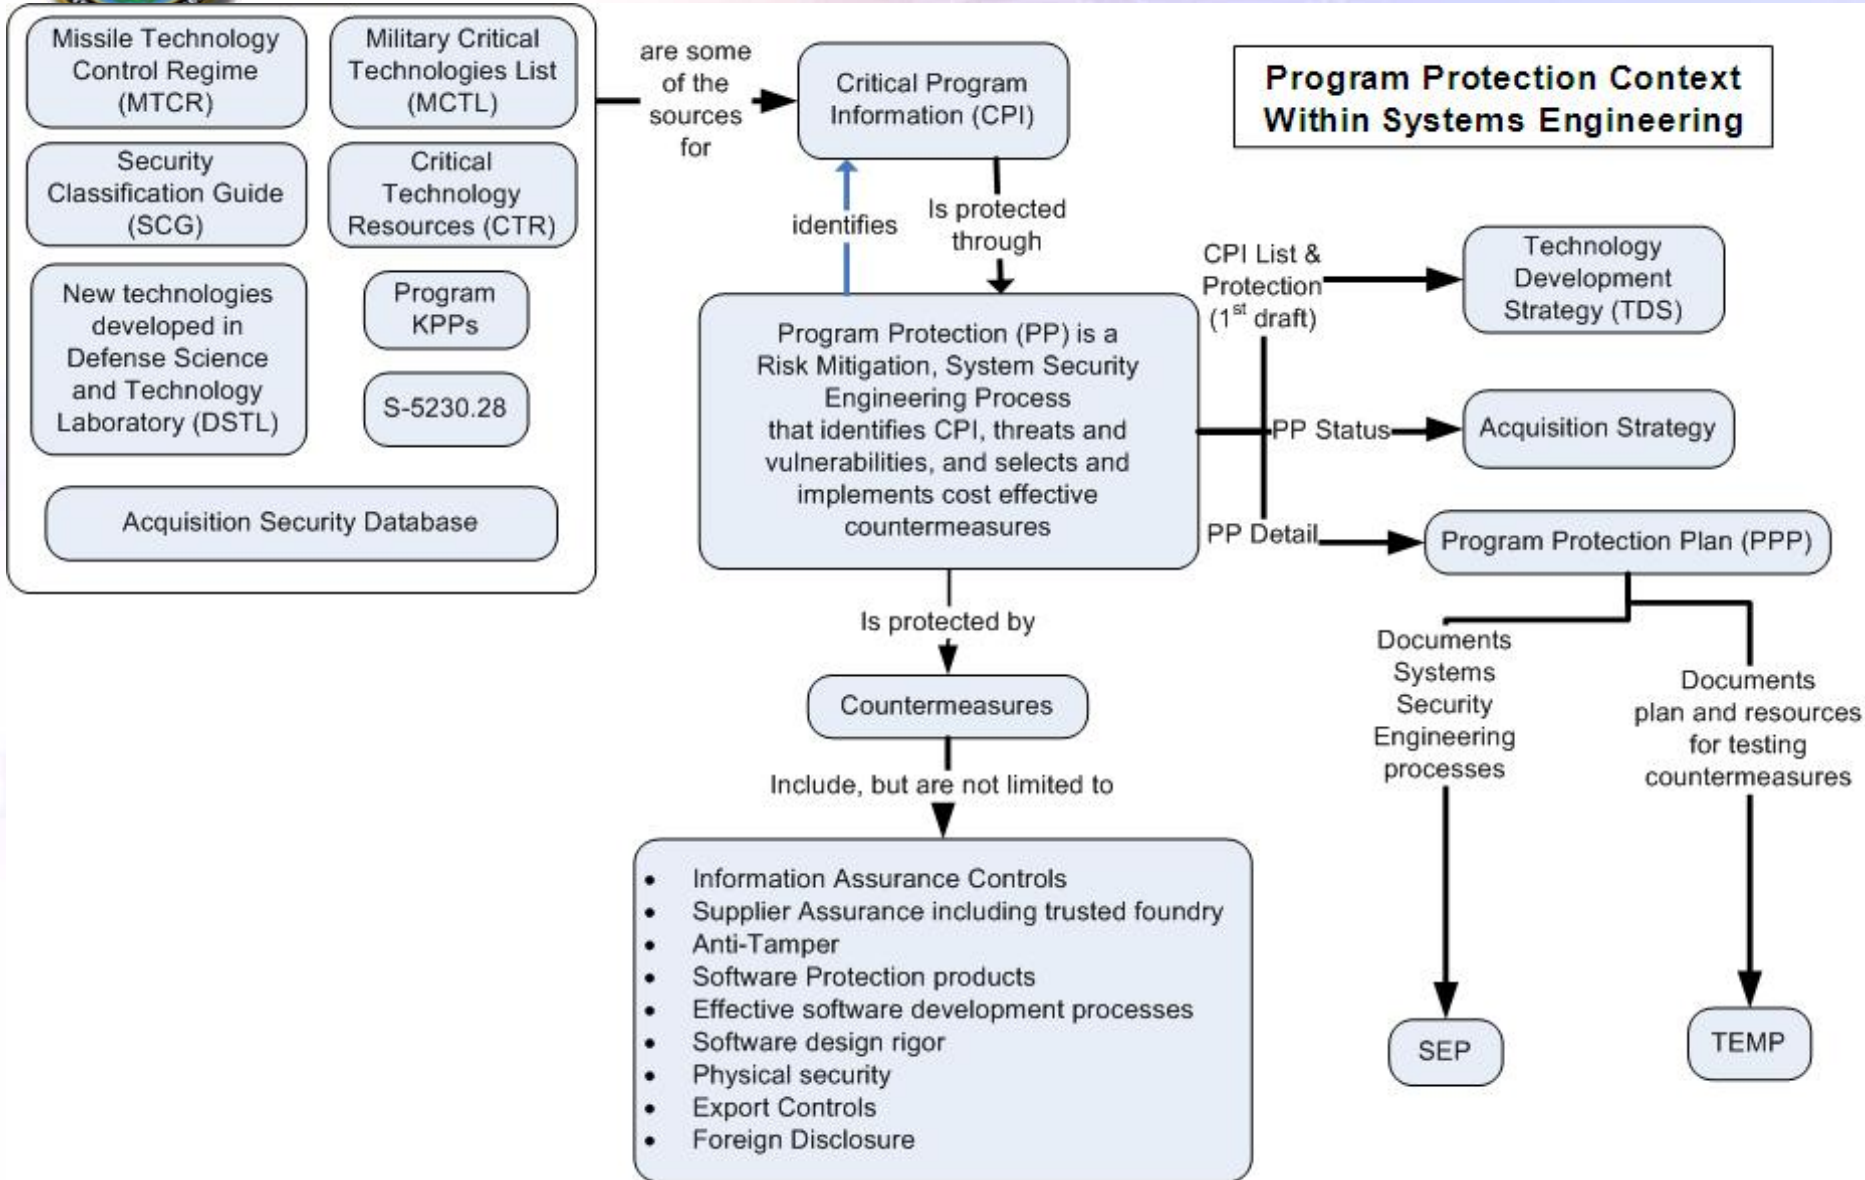 Program Protection Context
Within Systems Engineering
Missile Technology
Control Regime
(MTCR)
Military Critical
Technologies List
(MCTL)
Security
Classification Guide
(SCG)
Critical
Technology
Resources (CTR)
New technologies
developed in
Defense Science
and Technology
Laboratory (DSTL)
Program
KPPs
S-5230.28
Acquisition Security Database
are some
of the
sources
for
Critical Program
Information (CPI)
identifies
Is protected
through
Program Protection (PP) is a
Risk Mitigation, System Security
Engineering Process
that identifies CPI, threats and
vulnerabilities, and selects and
implements cost effective
countermeasures
CPI List &
Protection
(1st draft)
Technology
Development
Strategy (TDS)
PP Status
Acquisition Strategy
PP Detail
Program Protection Plan (PPP)
Is protected by
Countermeasures
Include, but are not limited to
• Information Assurance Controls
• Supplier Assurance including trusted foundry
• Anti-Tamper
• Software Protection products
• Effective software development processes
• Software design rigor
• Physical security
• Export Controls
• Foreign Disclosure
Documents
Systems
Security
Engineering
processes
SEP
Documents
plan and resources
for testing
countermeasures
TEMP